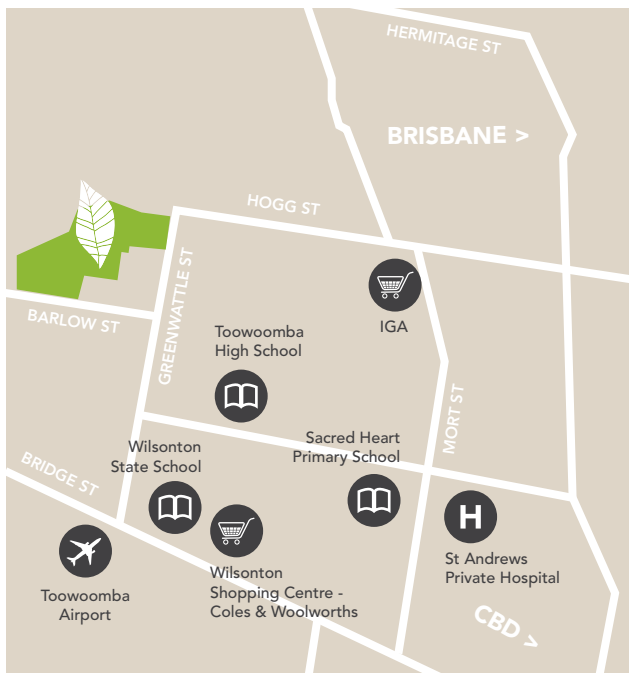 HERMITAGE ST
BRISBANE >
HOGG ST
GREENWATTLE ST
BARLOW ST
IGA
Toowoomba
High School
MORT ST
Sacred Heart
Primary School
Wilsonton
State School
BRIDGE ST
H
Toowoomba
Airport
Wilsonton
Shopping Centre -
Coles & Woolworths
St Andrews
Private Hospital
CBD >